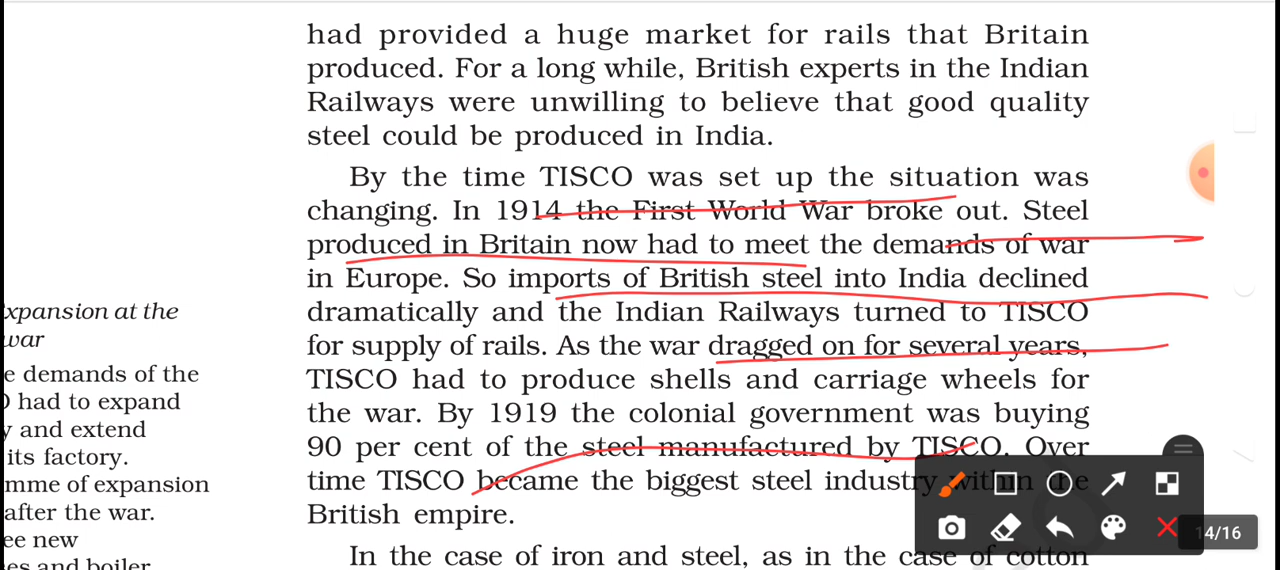 had provided a huge market for rails that Britain
produced. For a long while, British experts in the Indian
Railways were unwilling to believe that good quality
steel could be produced in India.
By the time TISCO was set up the situation was
changing. In 1914 the First World War broke out. Steel
produced in Britain now had to meet the demands of war
in Europe. So imports of British steel into India declined
dramatically and the Indian Railways turned to TISCO
for supply of rails. As the war dragged on for several years,
TISCO had to produce shells and carriage wheels for
the war. By 1919 the colonial government was buying
90 per cent of the steel manufactured by TISCO. Over
time TISCO became the biggest steel industry within the
British empire.
In the case of iron and steel, as in the case of cotton
xpansion at the
war
e demands of the
O had to expand
y and extend
its factory.
mme of expansion
after the war.
ee new
es and boiler
14/16